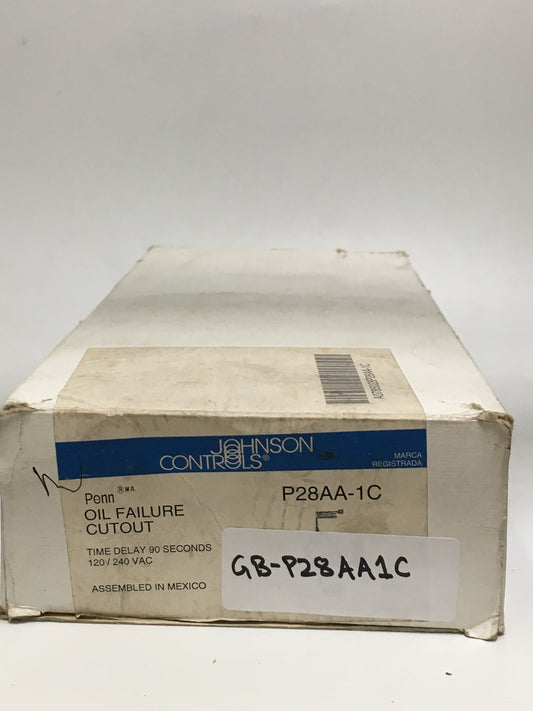 JOHNSON
CONTROLS®
MARCA
REGISTRADA
Penn ® M.R.
OIL FAILURE
CUTOUT
TIME DELAY 90 SECONDS
120 / 240 VAC
ASSEMBLED IN MEXICO
P28AA-1C
GB-P28AA1C